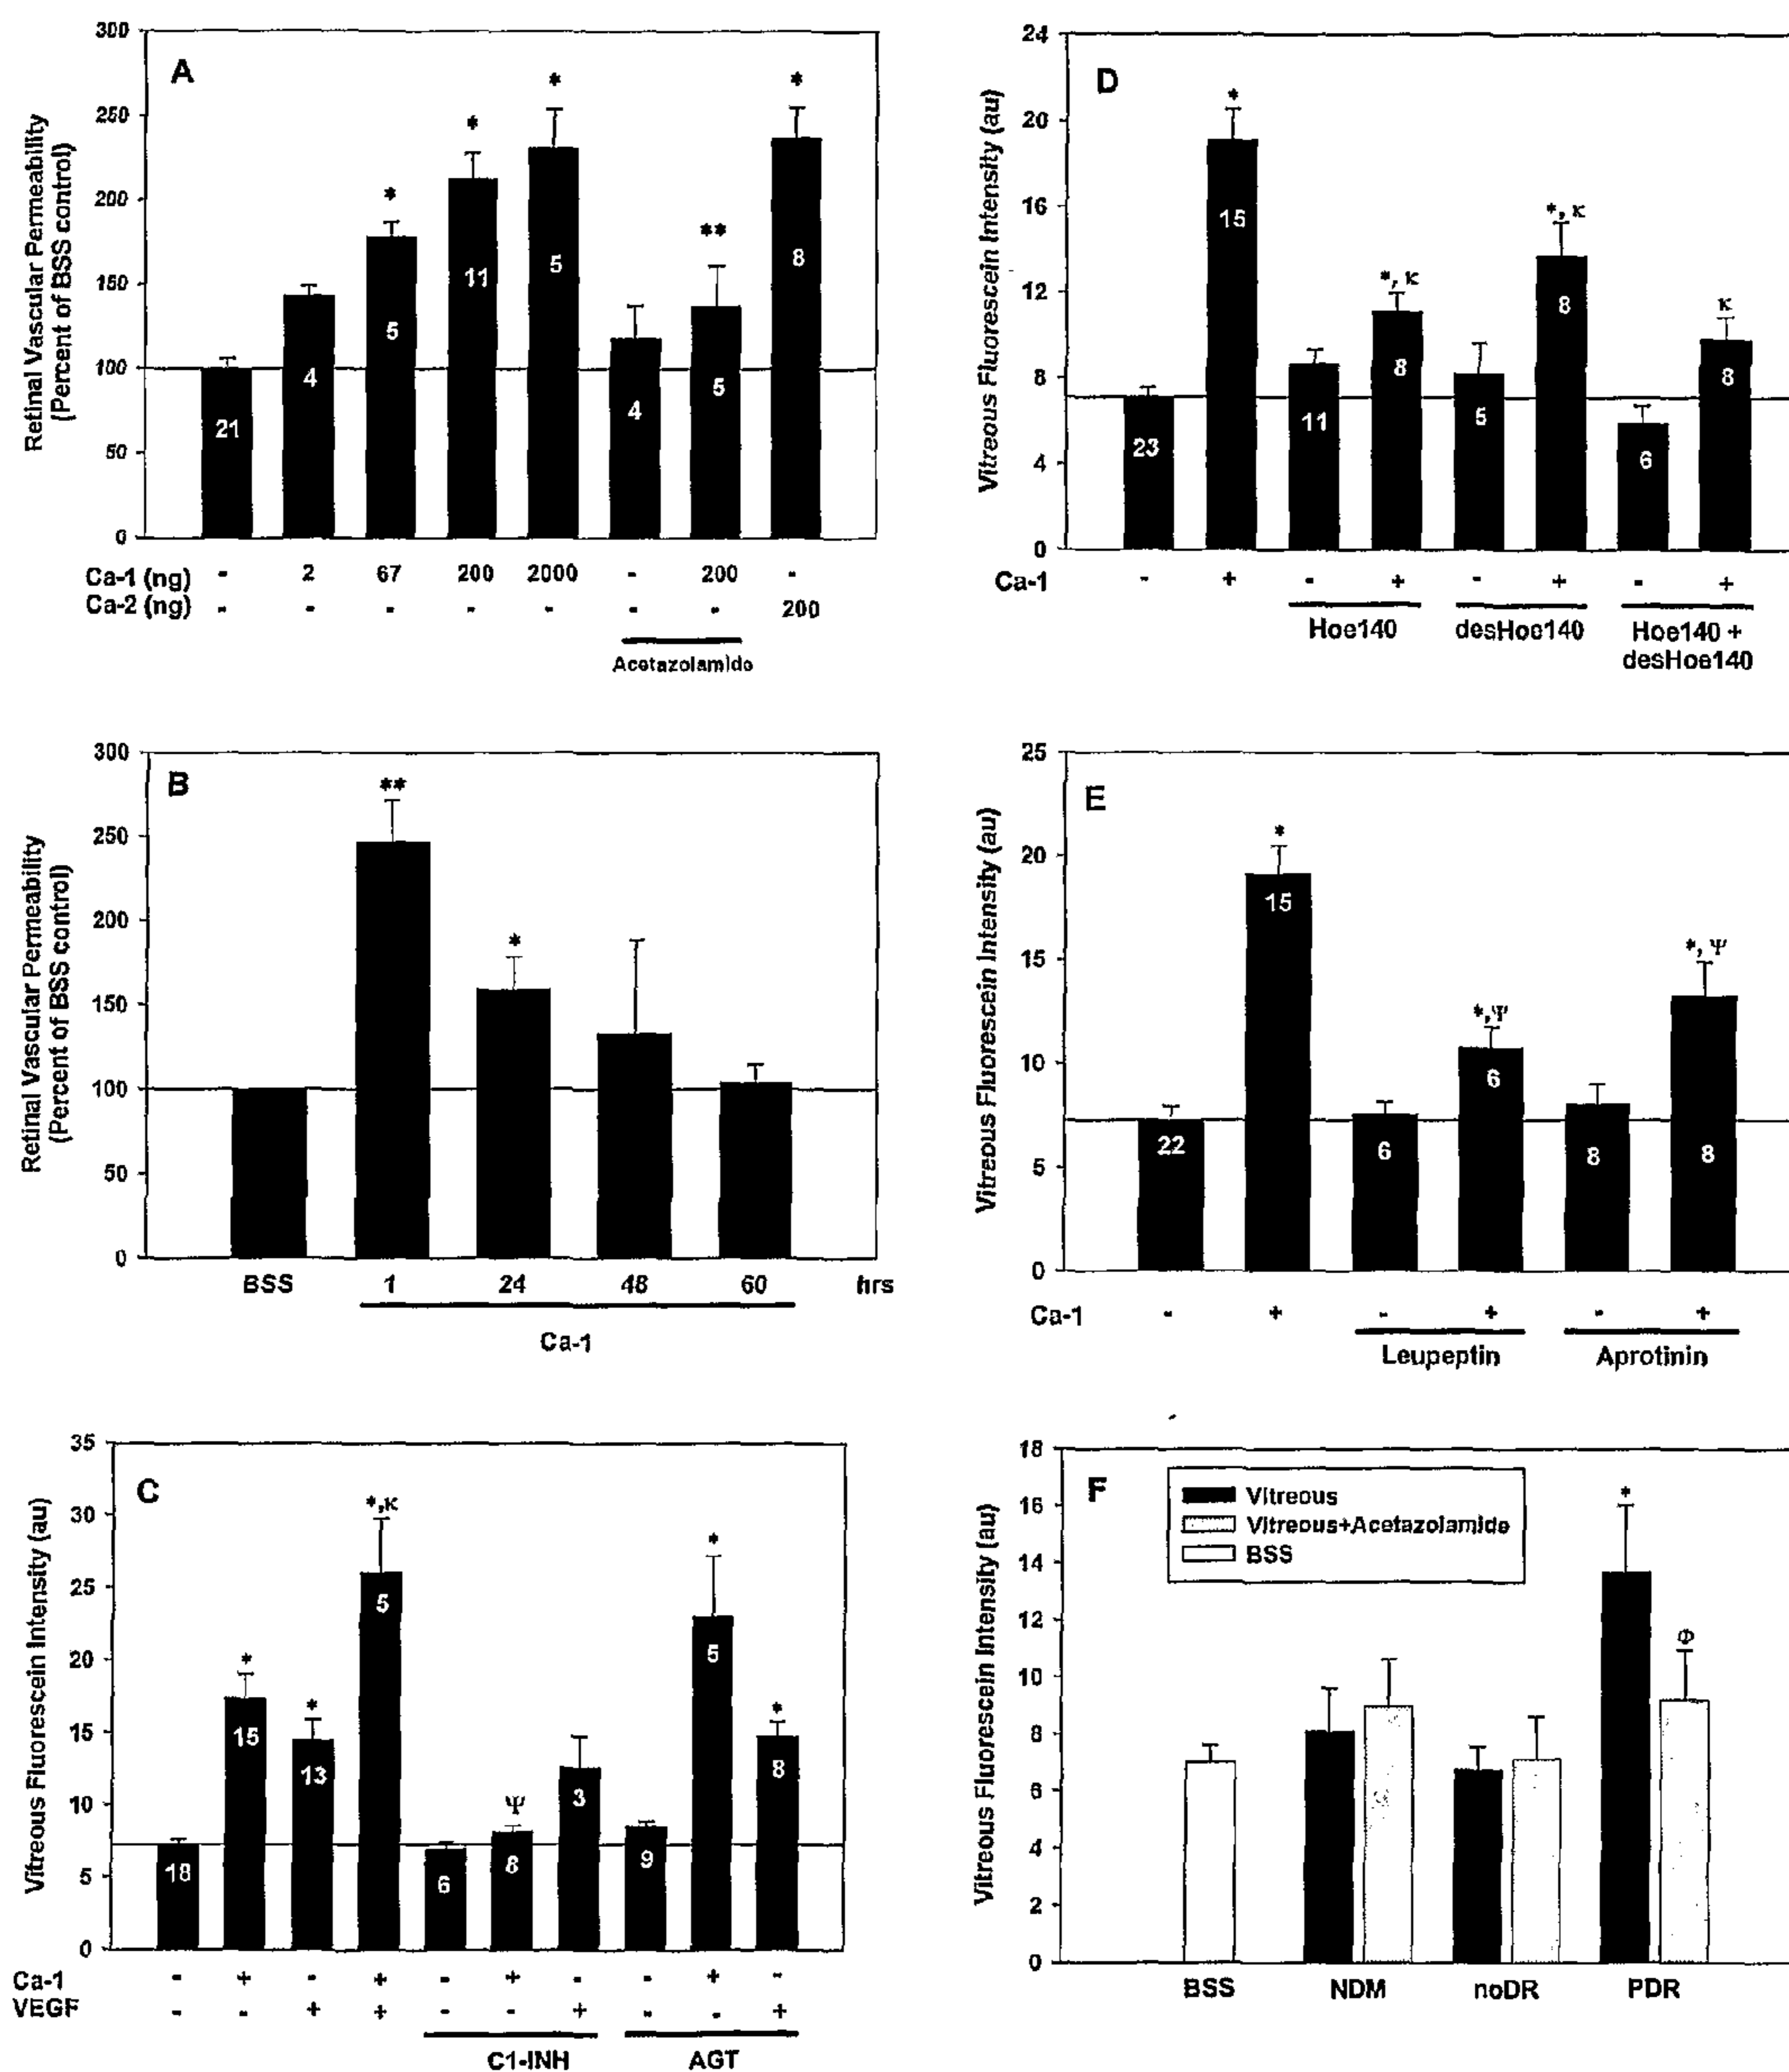 A
Retinal Vascular Permeability
(Percent of BSS control)
300
250
200
150
100
50
0
*
*
*
**
*
21
4
5
11
5
4
5
8
Ca-1 (ng) - 2 67 200 2000 - 200 -
Ca-2 (ng) - - - - - - - 200
Acetazolamide
B
Retinal Vascular Permeability
(Percent of BSS control)
300
250
200
150
100
50
0
**
*
BSS 1 24 48 60 hrs
Ca-1
C
Vitreous Fluorescein Intensity (au)
35
30
25
20
15
10
5
0
*
*
*,κ
Ψ
*
*
18
15
13
5
6
8
3
9
5
8
Ca-1 - + - + - + - - + -
VEGF - - + + - - + - - +
C1-INH AGT
D
Vitreous Fluorescein Intensity (au)
24
20
16
12
8
4
0
*
*, κ
*, κ
κ
23
15
11
8
5
8
6
8
Ca-1 - + - + - + - +
Hoe140 desHoe140 Hoe140 +
desHoe140
E
Vitreous Fluorescein Intensity (au)
25
20
15
10
5
0
*
*,Ψ
*, Ψ
22
15
6
6
8
8
Ca-1 - + - + - +
Leupeptin Aprotinin
F
Vitreous Fluorescein Intensity (au)
18
16
14
12
10
8
6
4
2
0
Vitreous
Vitreous+Acetazolamide
BSS
*
Φ
BSS NDM noDR PDR